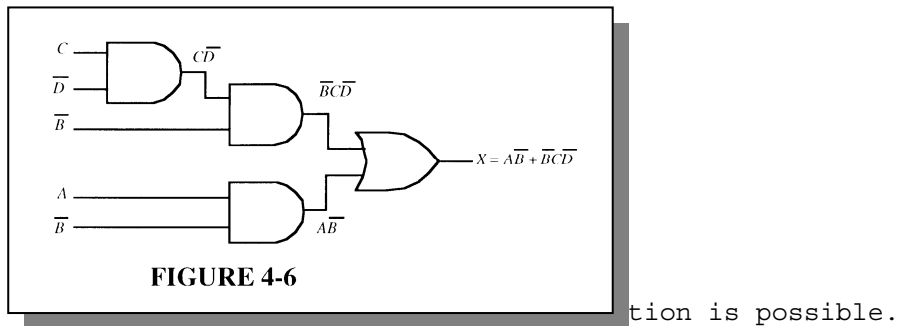 C
CD̅
D̅
B̅CD̅
B̅
X = AB̅ + B̅CD̅
A
B̅
AB̅
FIGURE 4-6
tion is possible.